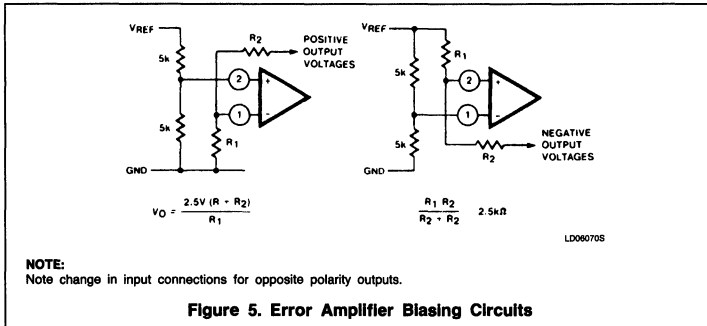 VREF
R2
POSITIVE
OUTPUT
VOLTAGES
5k
2
+
1
-
5k
R1
GND
VO = 2.5V (R + R2) / R1
VREF
R1
5k
2
+
1
-
5k
NEGATIVE
OUTPUT
VOLTAGES
R2
GND
R1 R2 / R2 + R2 2.5kΩ
LD06070S
NOTE:
Note change in input connections for opposite polarity outputs.
Figure 5. Error Amplifier Biasing Circuits